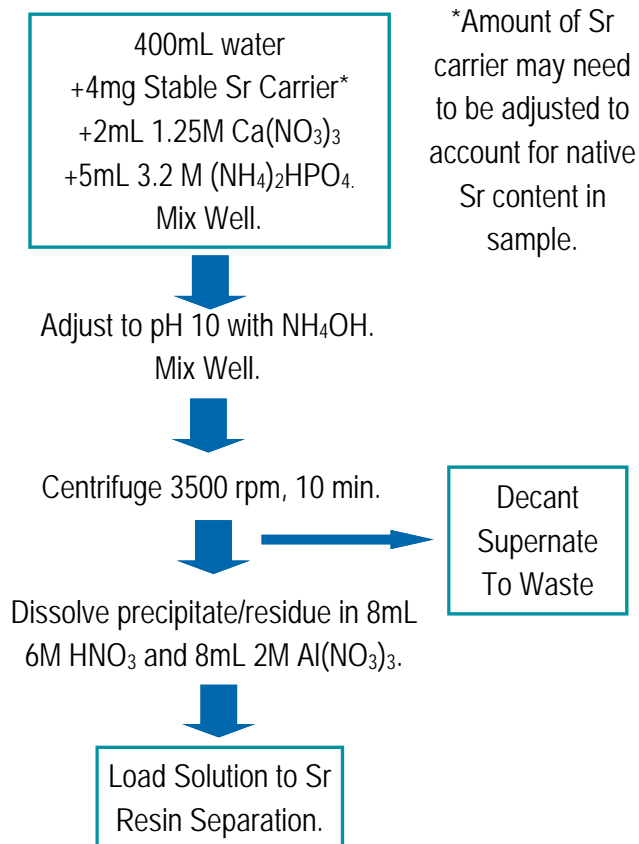 400mL water
+4mg Stable Sr Carrier*
+2mL 1.25M Ca(NO₃)₃
+5mL 3.2 M (NH₄)₂HPO₄.
Mix Well.
*Amount of Sr
carrier may need
to be adjusted to
account for native
Sr content in
sample.
Adjust to pH 10 with NH₄OH.
Mix Well.
Centrifuge 3500 rpm, 10 min.
Decant
Supernate
To Waste
Dissolve precipitate/residue in 8mL
6M HNO₃ and 8mL 2M Al(NO₃)₃.
Load Solution to Sr
Resin Separation.